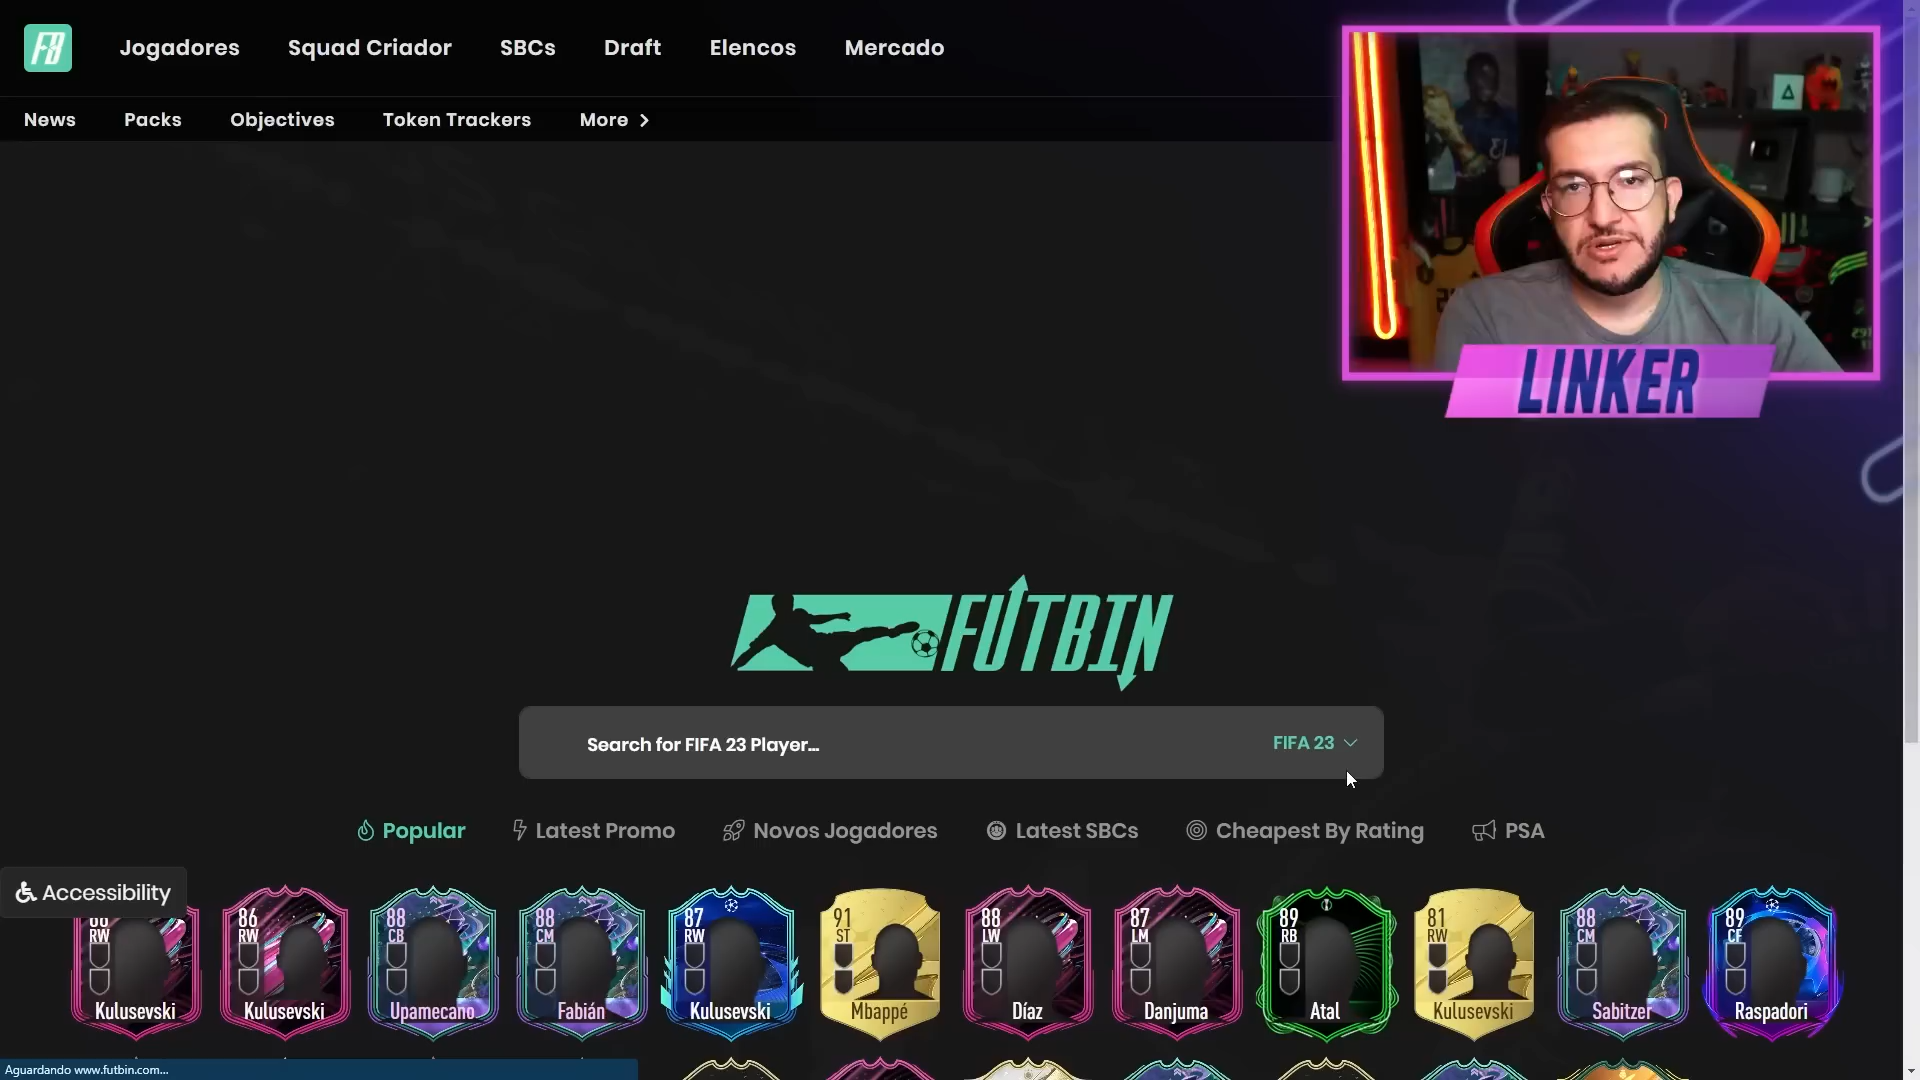 FB
Jogadores
Squad Criador
SBCs
Draft
Elencos
Mercado
News
Packs
Objectives
Token Trackers
More
LINKER
FUTBIN
Search for FIFA 23 Player...
FIFA 23
Popular
Latest Promo
Novos Jogadores
Latest SBCs
Cheapest By Rating
PSA
Accessibility
RW
Kulusevski
86
RW
Kulusevski
88
CB
Upamecano
88
CM
Fabián
87
RW
Kulusevski
91
ST
Mbappé
88
LW
Díaz
87
LM
Danjuma
89
RB
Atal
81
RW
Kulusevski
88
CM
Sabitzer
89
CF
Raspadori
Aguardando www.futbin.com...